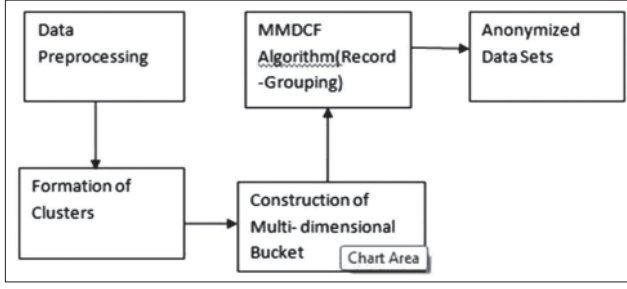 Data
Preprocessing
Formation of
Clusters
Construction of
Multi- dimensional
Bucket
Chart Area
MMDCF
Algorithm(Record
-Grouping)
Anonymized
Data Sets